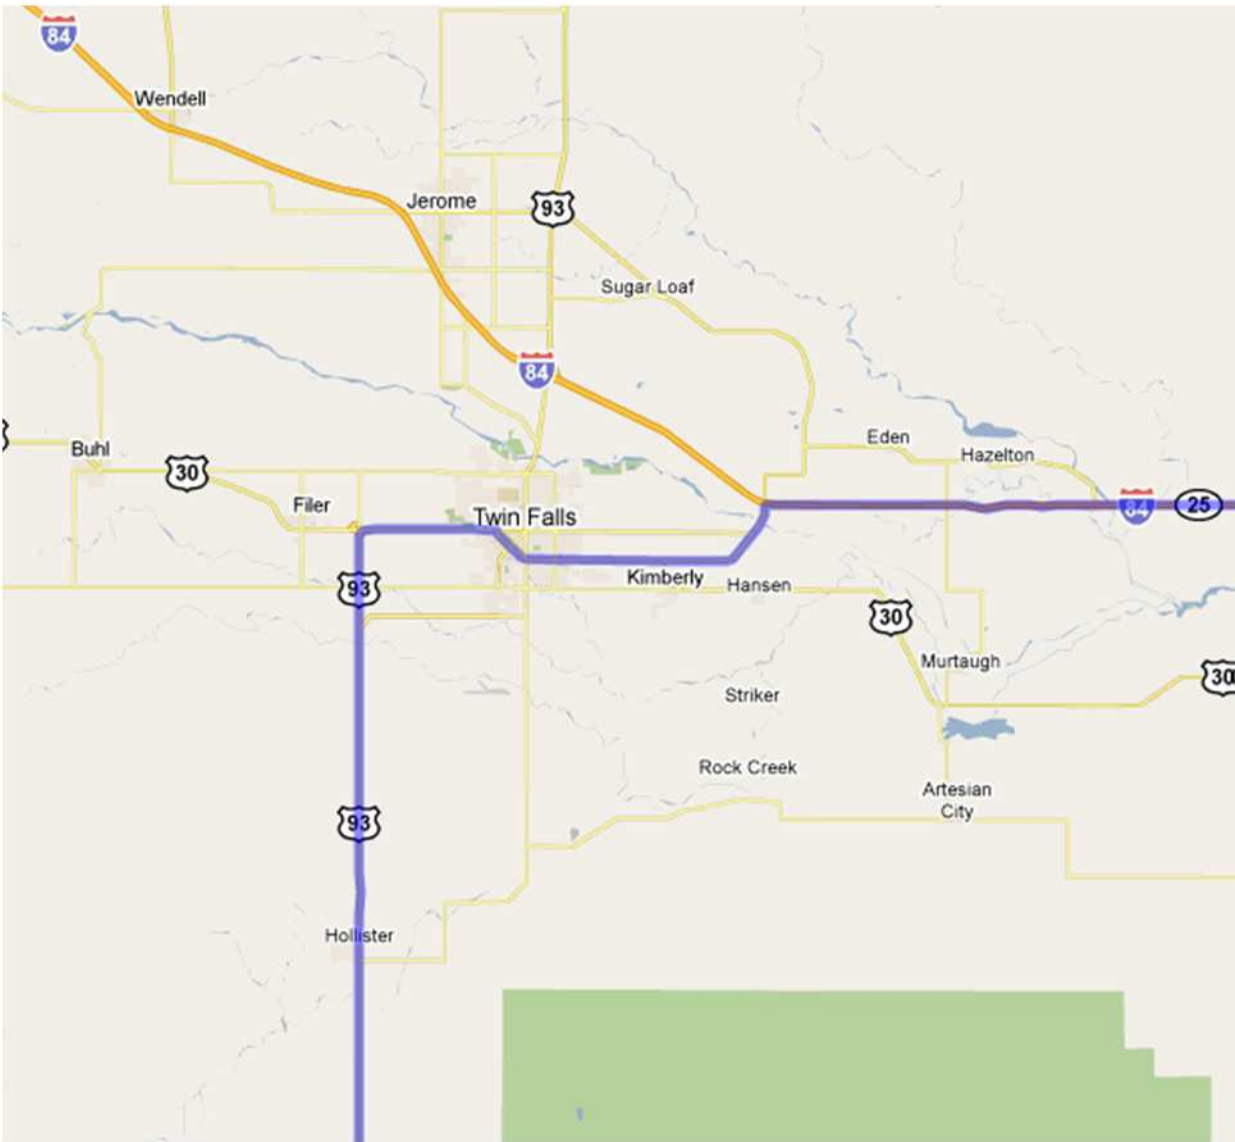 84
Wendell
Jerome
93
Sugar Loaf
84
Buhl
30
Eden
Hazelton
Filer
Twin Falls
84
25
Kimberly
Hansen
93
30
Murtaugh
30
Striker
Rock Creek
Artesian
City
93
Hollister